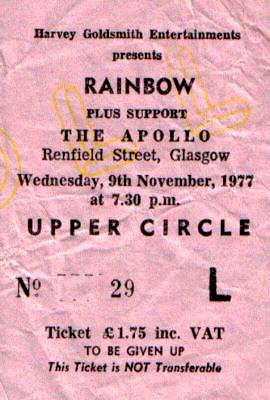 Harvey Goldsmith Entertainments
presents
RAINBOW
PLUS SUPPORT
THE APOLLO
Renfield Street, Glasgow
Wednesday, 9th November, 1977
at 7.30 p.m.
UPPER CIRCLE
No 29 L
Ticket £1.75 inc. VAT
TO BE GIVEN UP
This Ticket is NOT Transferable